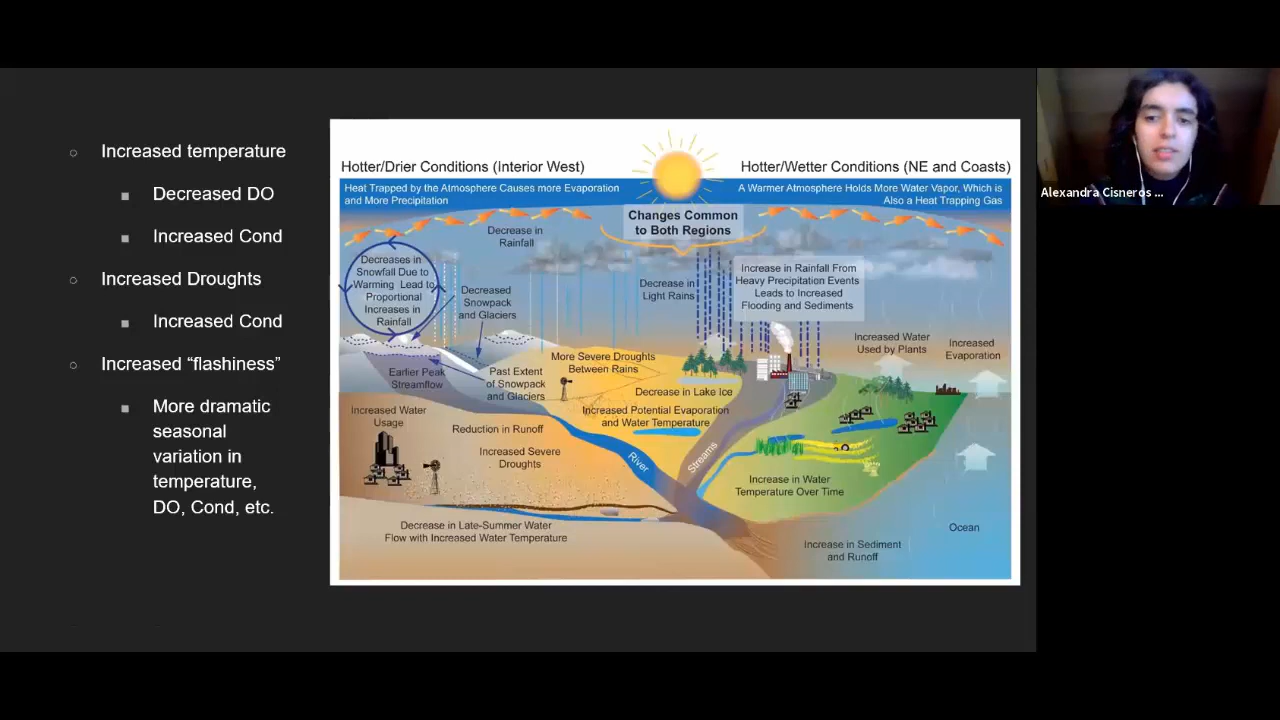 Increased temperature
Decreased DO
Increased Cond
Increased Droughts
Increased Cond
Increased “flashiness”
More dramatic
seasonal
variation in
temperature,
DO, Cond, etc.
Hotter/Drier Conditions (Interior West)
Hotter/Wetter Conditions (NE and Coasts)
Heat Trapped by the Atmosphere Causes more Evaporation
and More Precipitation
A Warmer Atmosphere Holds More Water Vapor, Which is
Also a Heat Trapping Gas
Changes Common
to Both Regions
Decrease in
Rainfall
Decreases in
Snowfall Due to
Warming Lead to
Proportional
Increases in
Rainfall
Decreased
Snowpack
and Glaciers
Decrease in
Light Rains
Increase in Rainfall From
Heavy Precipitation Events
Leads to Increased
Flooding and Sediments
Increased Water
Used by Plants
Increased
Evaporation
Earlier Peak
Streamflow
Past Extent
of Snowpack
and Glaciers
More Severe Droughts
Between Rains
Decrease in Lake Ice
Increased Potential Evaporation
and Water Temperature
Increased Water
Usage
Reduction in Runoff
Increased Severe
Droughts
River
Streams
Increase in Water
Temperature Over Time
Decrease in Late-Summer Water
Flow with Increased Water Temperature
Increase in Sediment
and Runoff
Ocean
Alexandra Cisneros ...